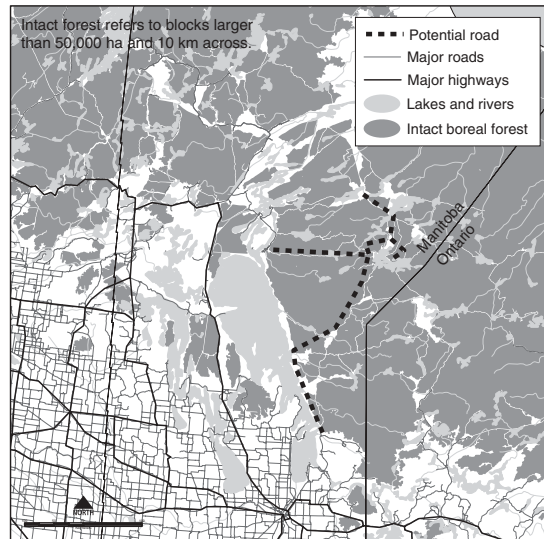 Intact forest refers to blocks larger
than 50,000 ha and 10 km across.
Potential road
Major roads
Major highways
Lakes and rivers
Intact boreal forest
Manitoba
Ontario
NORTH